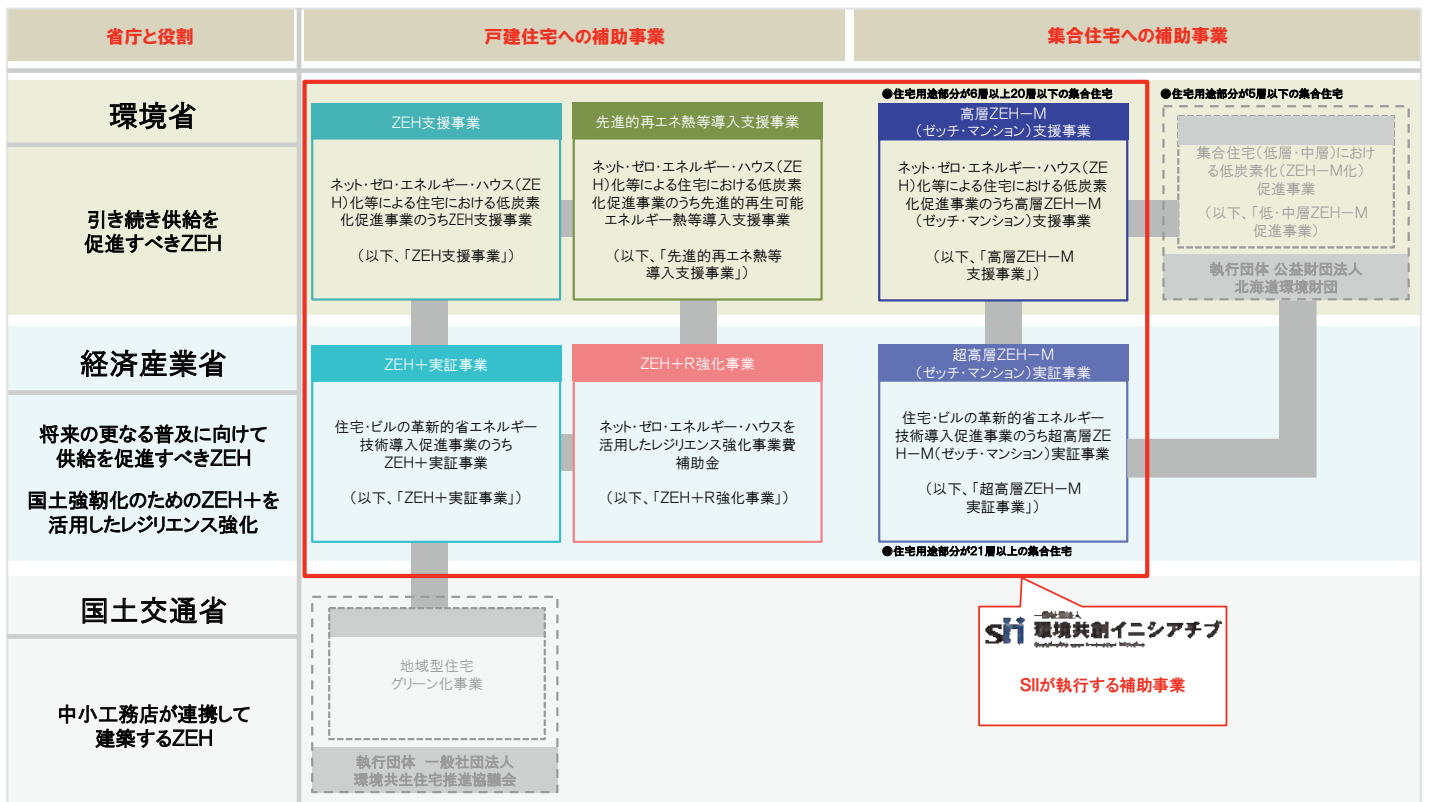 省庁と役割
戸建住宅への補助事業
集合住宅への補助事業
環境省
引き続き供給を
促進すべきZEH
ZEH支援事業
ネット・ゼロ・エネルギー・ハウス(ZE
H)化等による住宅における低炭素
化促進事業のうちZEH支援事業
(以下、「ZEH支援事業」)
先進的再エネ熱等導入支援事業
ネット・ゼロ・エネルギー・ハウス(ZE
H)化等による住宅における低炭素
化促進事業のうち先進的再生可能
エネルギー熱等導入支援事業
(以下、「先進的再エネ熱等
導入支援事業」)
●住宅用途部分が6層以上20層以下の集合住宅
高層ZEH－M
(ゼッチ・マンション)支援事業
ネット・ゼロ・エネルギー・ハウス(ZE
H)化等による住宅における低炭素
化促進事業のうち高層ZEH－M
(ゼッチ・マンション)支援事業
(以下、「高層ZEH－M
支援事業」)
●住宅用途部分が5層以下の集合住宅
集合住宅(低層・中層)におけ
る低炭素化(ZEH－M化)
促進事業
(以下、「低・中層ZEH－M
促進事業)
執行団体 公益財団法人
北海道環境財団
経済産業省
将来の更なる普及に向けて
供給を促進すべきZEH
国土強靭化のためのZEH＋を
活用したレジリエンス強化
ZEH＋実証事業
住宅・ビルの革新的省エネルギー
技術導入促進事業のうち
ZEH＋実証事業
(以下、「ZEH＋実証事業」)
ZEH＋R強化事業
ネット・ゼロ・エネルギー・ハウスを
活用したレジリエンス強化事業費
補助金
(以下、「ZEH＋R強化事業」)
超高層ZEH－M
(ゼッチ・マンション)実証事業
住宅・ビルの革新的省エネルギー
技術導入促進事業のうち超高層ZE
H－M(ゼッチ・マンション)実証事業
(以下、「超高層ZEH－M
実証事業」)
●住宅用途部分が21層以上の集合住宅
国土交通省
中小工務店が連携して
建築するZEH
地域型住宅
グリーン化事業
執行団体 一般社団法人
環境共生住宅推進協議会
一般社団法人
sii 環境共創イニシアチブ
SIIが執行する補助事業